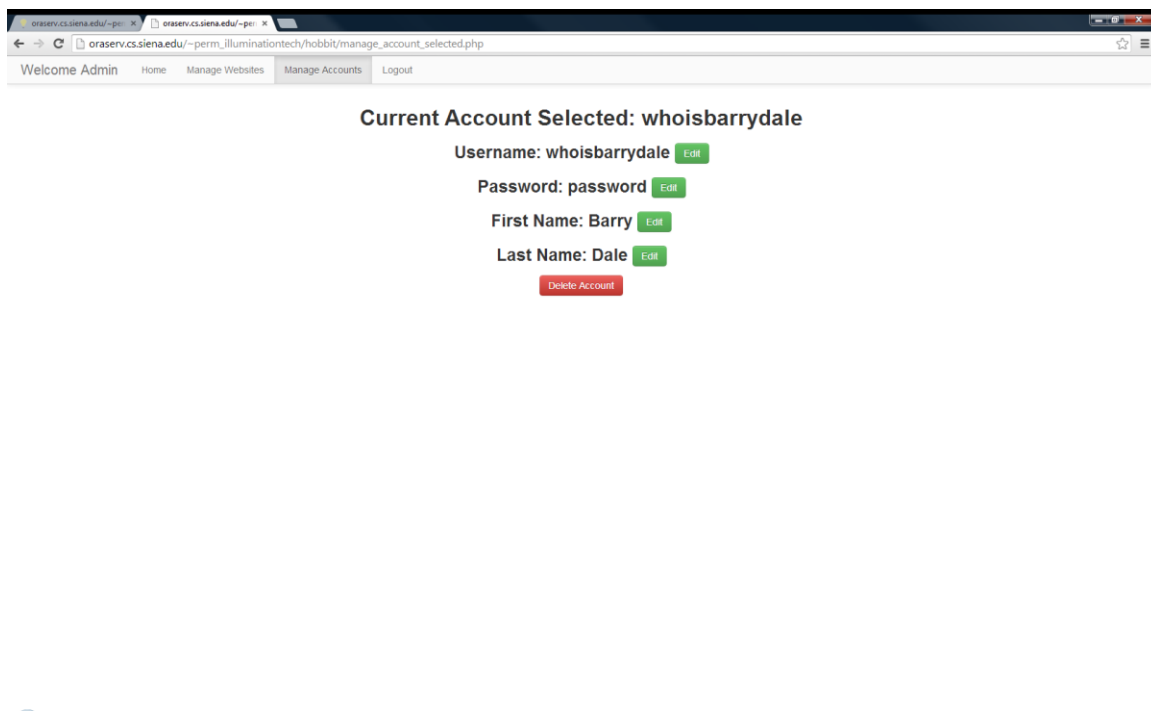 oraserv.cs.siena.edu/~per oraserv.cs.siena.edu/~per
oraserv.cs.siena.edu/~perm_illuminationtech/hobbit/manage_account_selected.php
Welcome Admin Home Manage Websites Manage Accounts Logout
Current Account Selected: whoisbarrydale
Username: whoisbarrydale Edit
Password: password Edit
First Name: Barry Edit
Last Name: Dale Edit
Delete Account